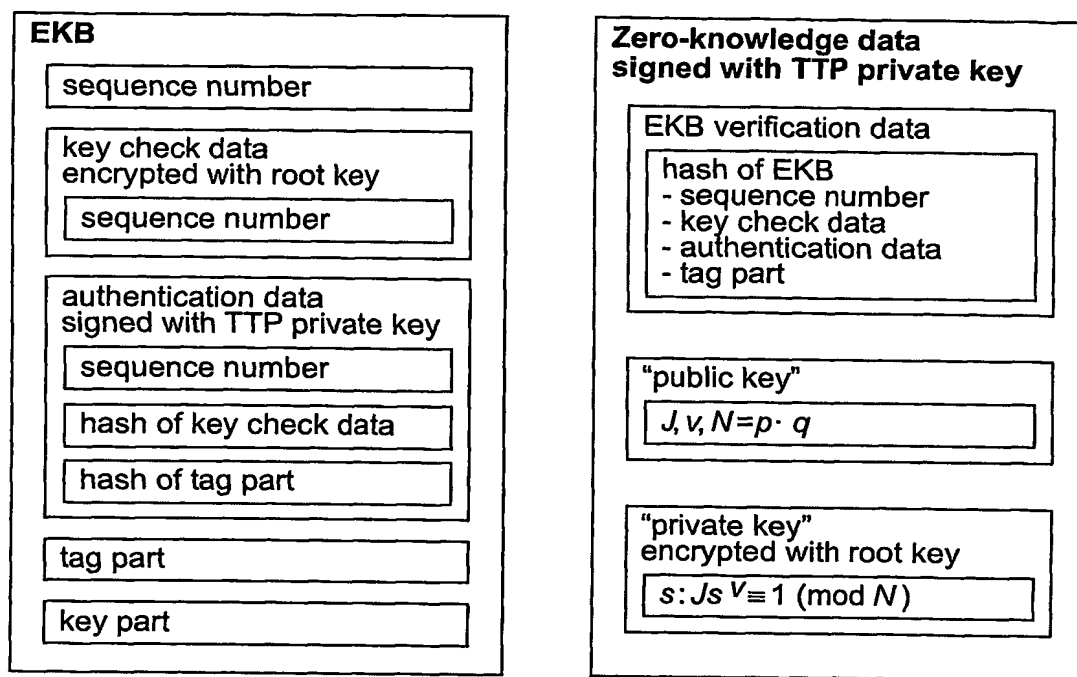 EKB
sequence number
key check data
encrypted with root key
sequence number
authentication data
signed with TTP private key
sequence number
hash of key check data
hash of tag part
tag part
key part
Zero-knowledge data
signed with TTP private key
EKB verification data
hash of EKB
- sequence number
- key check data
- authentication data
- tag part
“public key”
J, v, N=p· q
“private key”
encrypted with root key
s: Js^v≡1 (mod N)